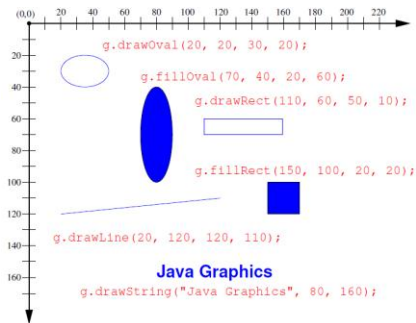 (0,0)
20 40 60 80 100 120 140 160 180 200 220
20
g.drawOval(20, 20, 30, 20);
40
g.fillOval(70, 40, 20, 60);
60
g.drawRect(110, 60, 50, 10);
80
g.fillRect(150, 100, 20, 20);
100
120
g.drawLine(20, 120, 120, 110);
140
160
Java Graphics
g.drawString("Java Graphics", 80, 160);